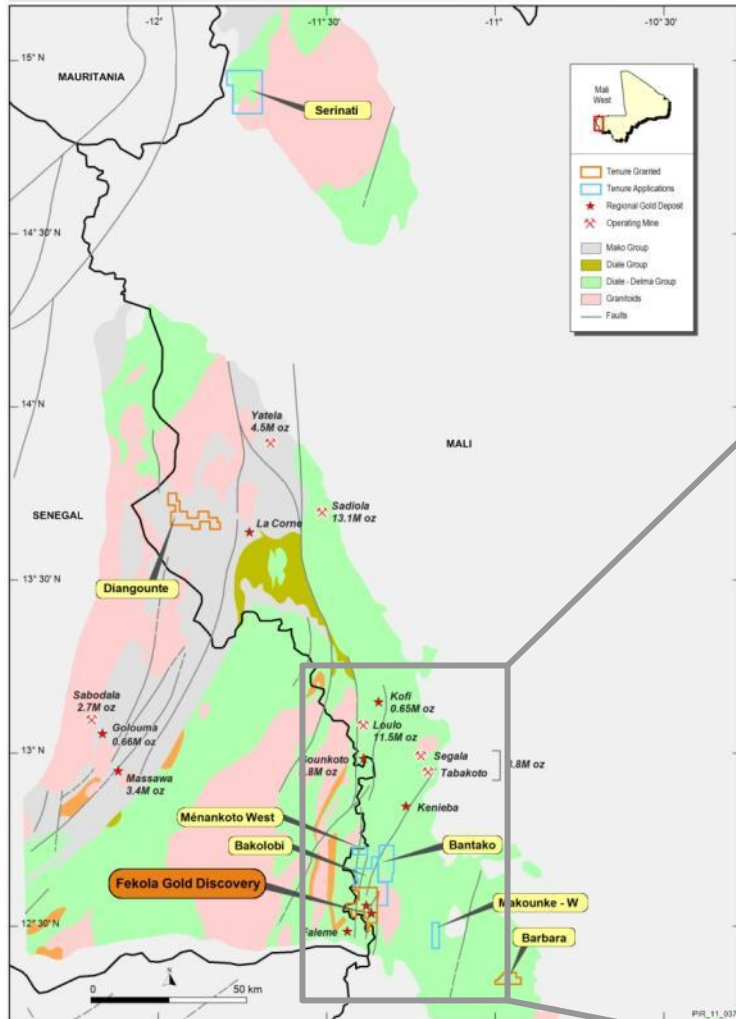 -12° -11° 30' -11° -10° 30'
15° N
MAURITANIA
Serinati
Mali
West
Tenure Granted
Tenure Applications
Regional Gold Deposit
Operating Mine
Mako Group
Diale Group
Diale - Delma Group
Granitoids
Faults
14° 30' N
14° N
Yatela
4.5M oz
MALI
SENEGAL
Sadiola
13.1M oz
La Corne
Diangounte
13° 30' N
Kofi
0.65M oz
Sabodala
2.7M oz
Loulo
11.5M oz
Golouma
0.66M oz
13° N
Segala
Tabakoto
Massawa
3.4M oz
Kenieba
Ménankoto West
Bakolobi
Bantako
Fekola Gold Discovery
Makounke - W
12° 30' N
Barbara
N
0 50 km